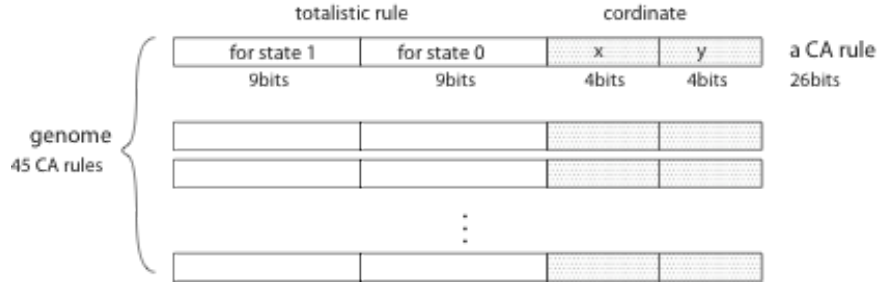 totalistic rule cordinate
for state 1 for state 0 x y a CA rule
9bits 9bits 4bits 4bits 26bits
genome
45 CA rules